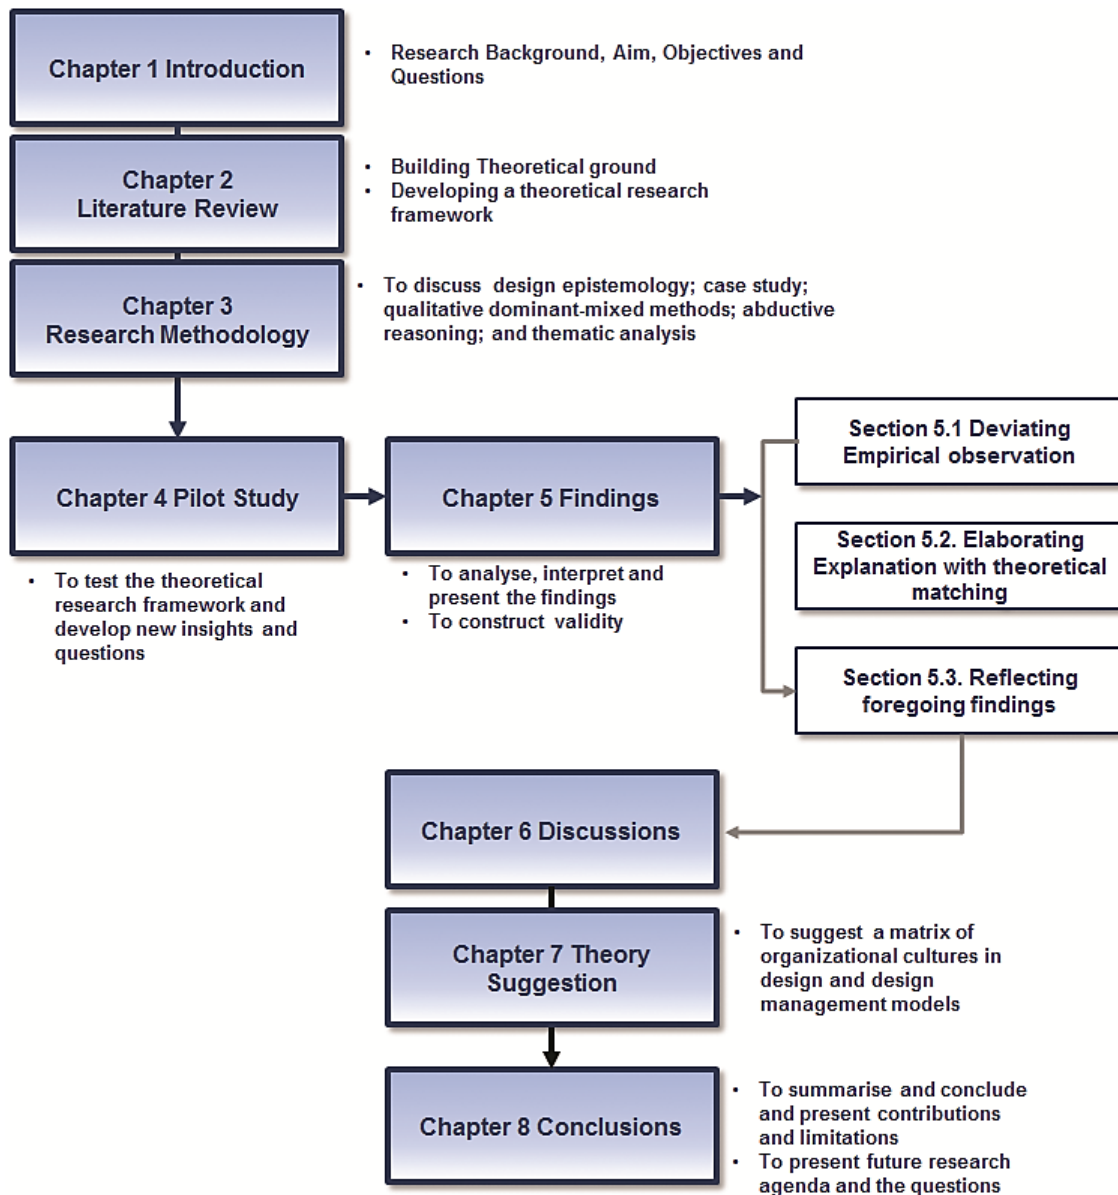 Chapter 1 Introduction
• Research Background, Aim, Objectives and
Questions
Chapter 2
Literature Review
• Building Theoretical ground
• Developing a theoretical research
framework
Chapter 3
Research Methodology
• To discuss design epistemology; case study;
qualitative dominant-mixed methods; abductive
reasoning; and thematic analysis
Chapter 4 Pilot Study
• To test the theoretical
research framework and
develop new insights and
questions
Chapter 5 Findings
• To analyse, interpret and
present the findings
• To construct validity
Section 5.1 Deviating
Empirical observation
Section 5.2. Elaborating
Explanation with theoretical
matching
Section 5.3. Reflecting
foregoing findings
Chapter 6 Discussions
Chapter 7 Theory
Suggestion
• To suggest a matrix of
organizational cultures in
design and design
management models
Chapter 8 Conclusions
• To summarise and conclude
and present contributions
and limitations
• To present future research
agenda and the questions